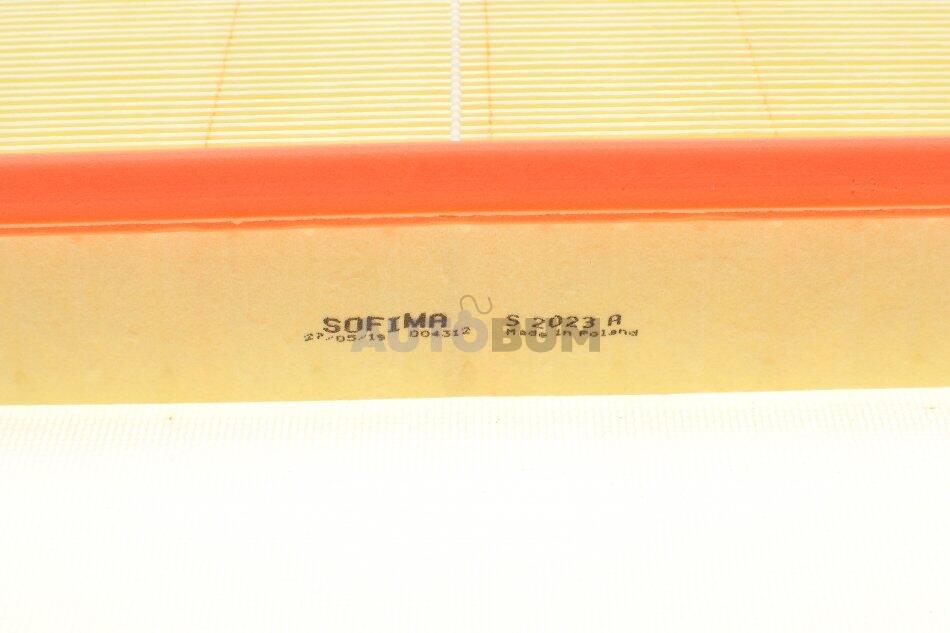 SOFIMA S 2023 A
27/05/19 004312 Made in Poland
AUTOBUM